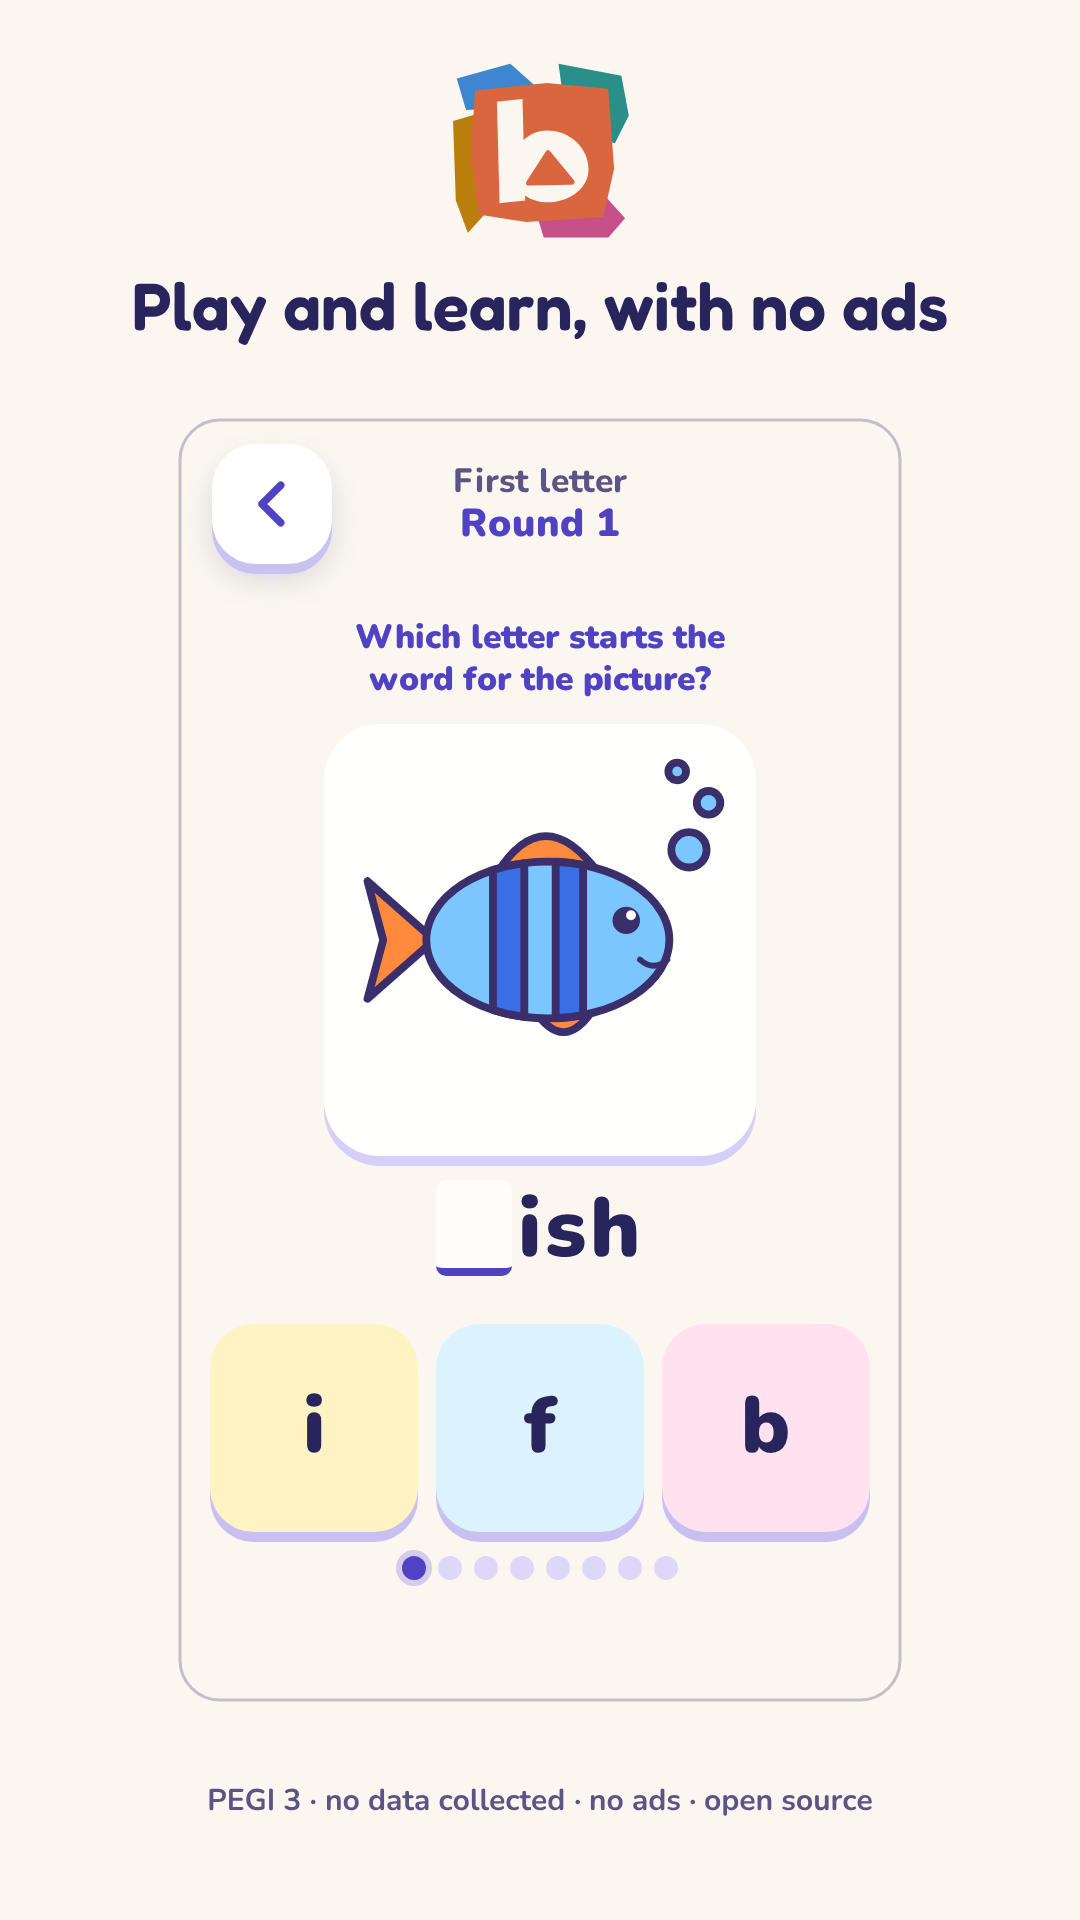 b
Play and learn, with no ads
First letter
Round 1
Which letter starts the
word for the picture?
ish
i
f
b
PEGI 3 · no data collected · no ads · open source